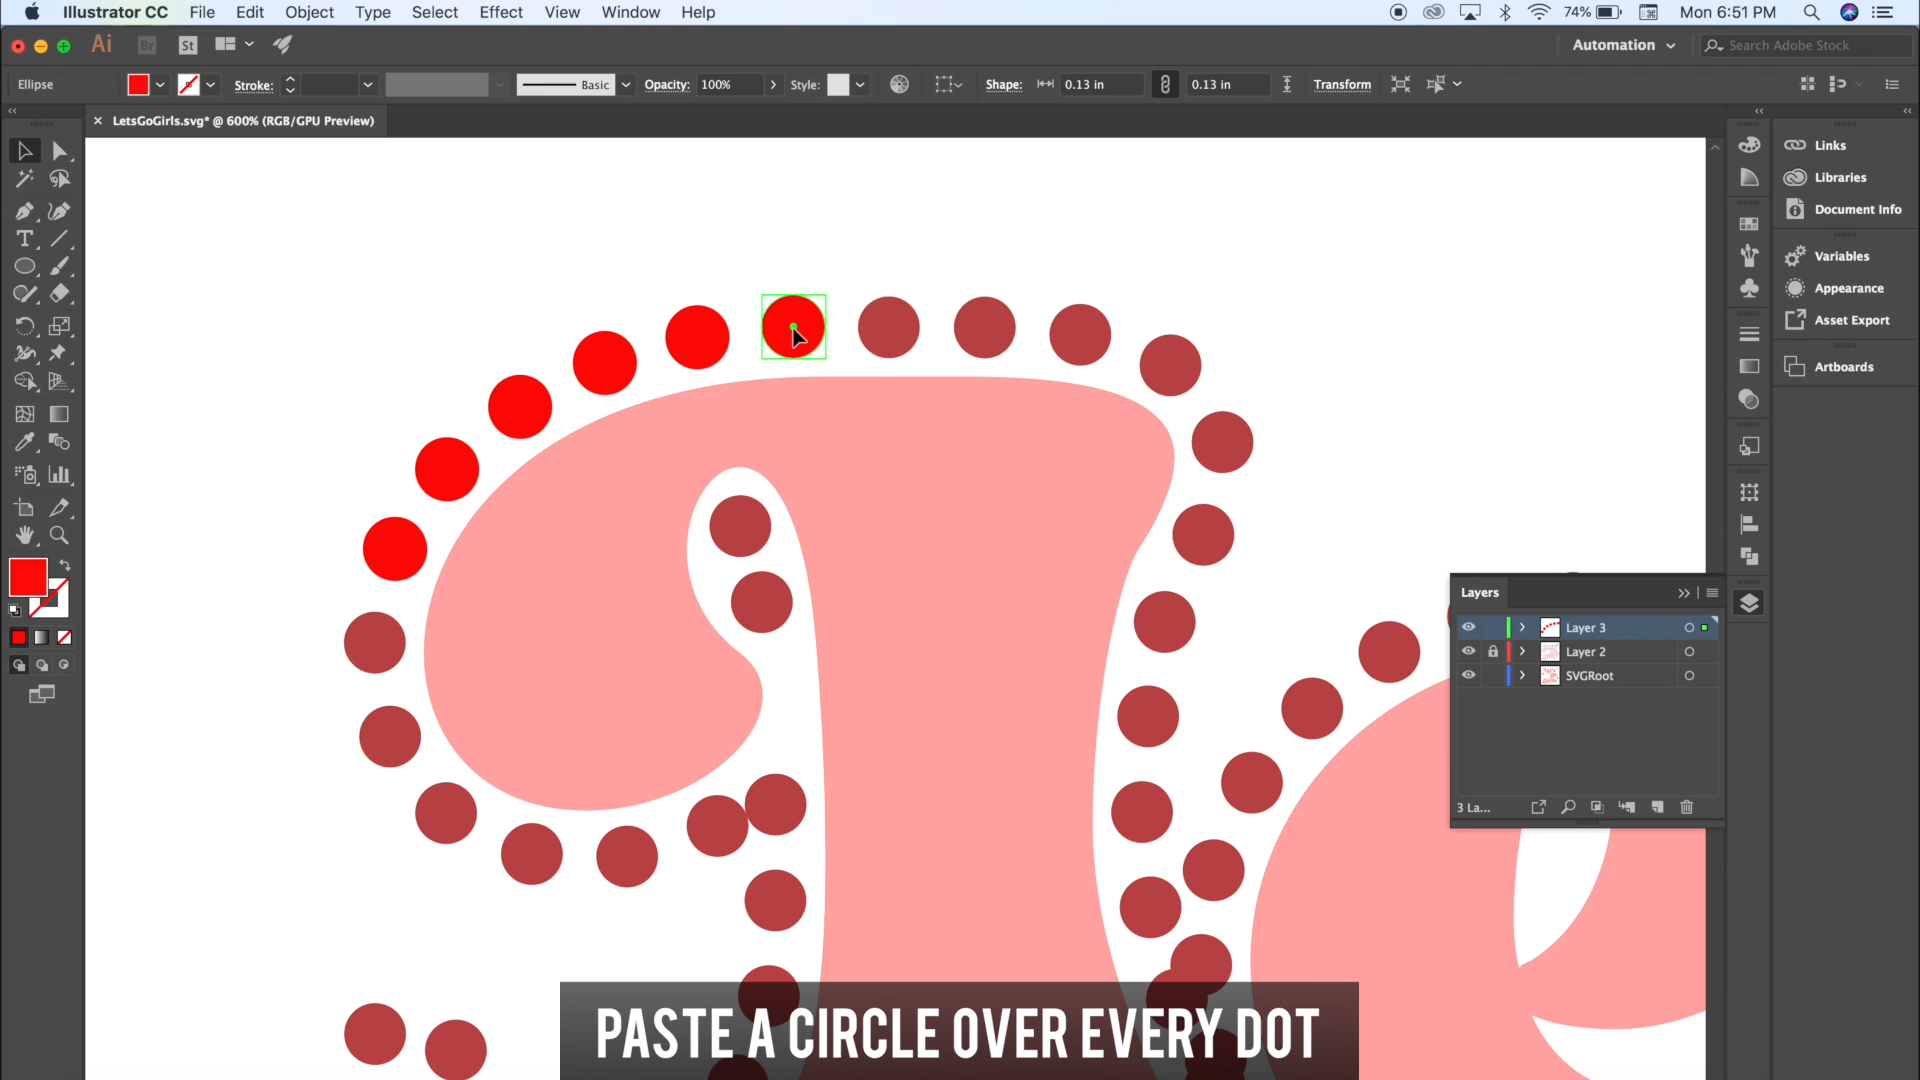 Illustrator CC File Edit Object Type Select Effect View Window Help 74% Mon 6:51 PM
Ai Br St Automation Search Adobe Stock
Ellipse Stroke: Basic Opacity: 100% Style: Shape: 0.13 in 0.13 in Transform
× LetsGoGirls.svg* @ 600% (RGB/GPU Preview)
Links
Libraries
Document Info
Variables
Appearance
Asset Export
Artboards
Layers
Layer 3
Layer 2
SVGRoot
3 La...
PASTE A CIRCLE OVER EVERY DOT